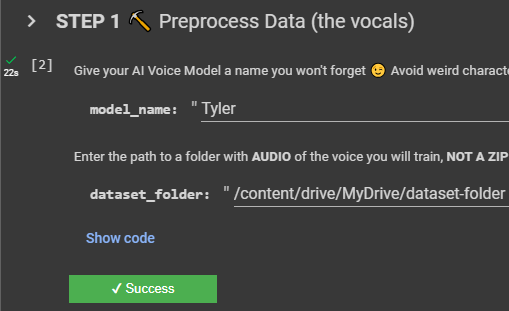 STEP 1 🔨 Preprocess Data (the vocals)
22s [2] Give your AI Voice Model a name you won't forget 😉 Avoid weird characte
model_name: " Tyler
Enter the path to a folder with AUDIO of the voice you will train, NOT A ZIP
dataset_folder: " /content/drive/MyDrive/dataset-folder
Show code
✓ Success